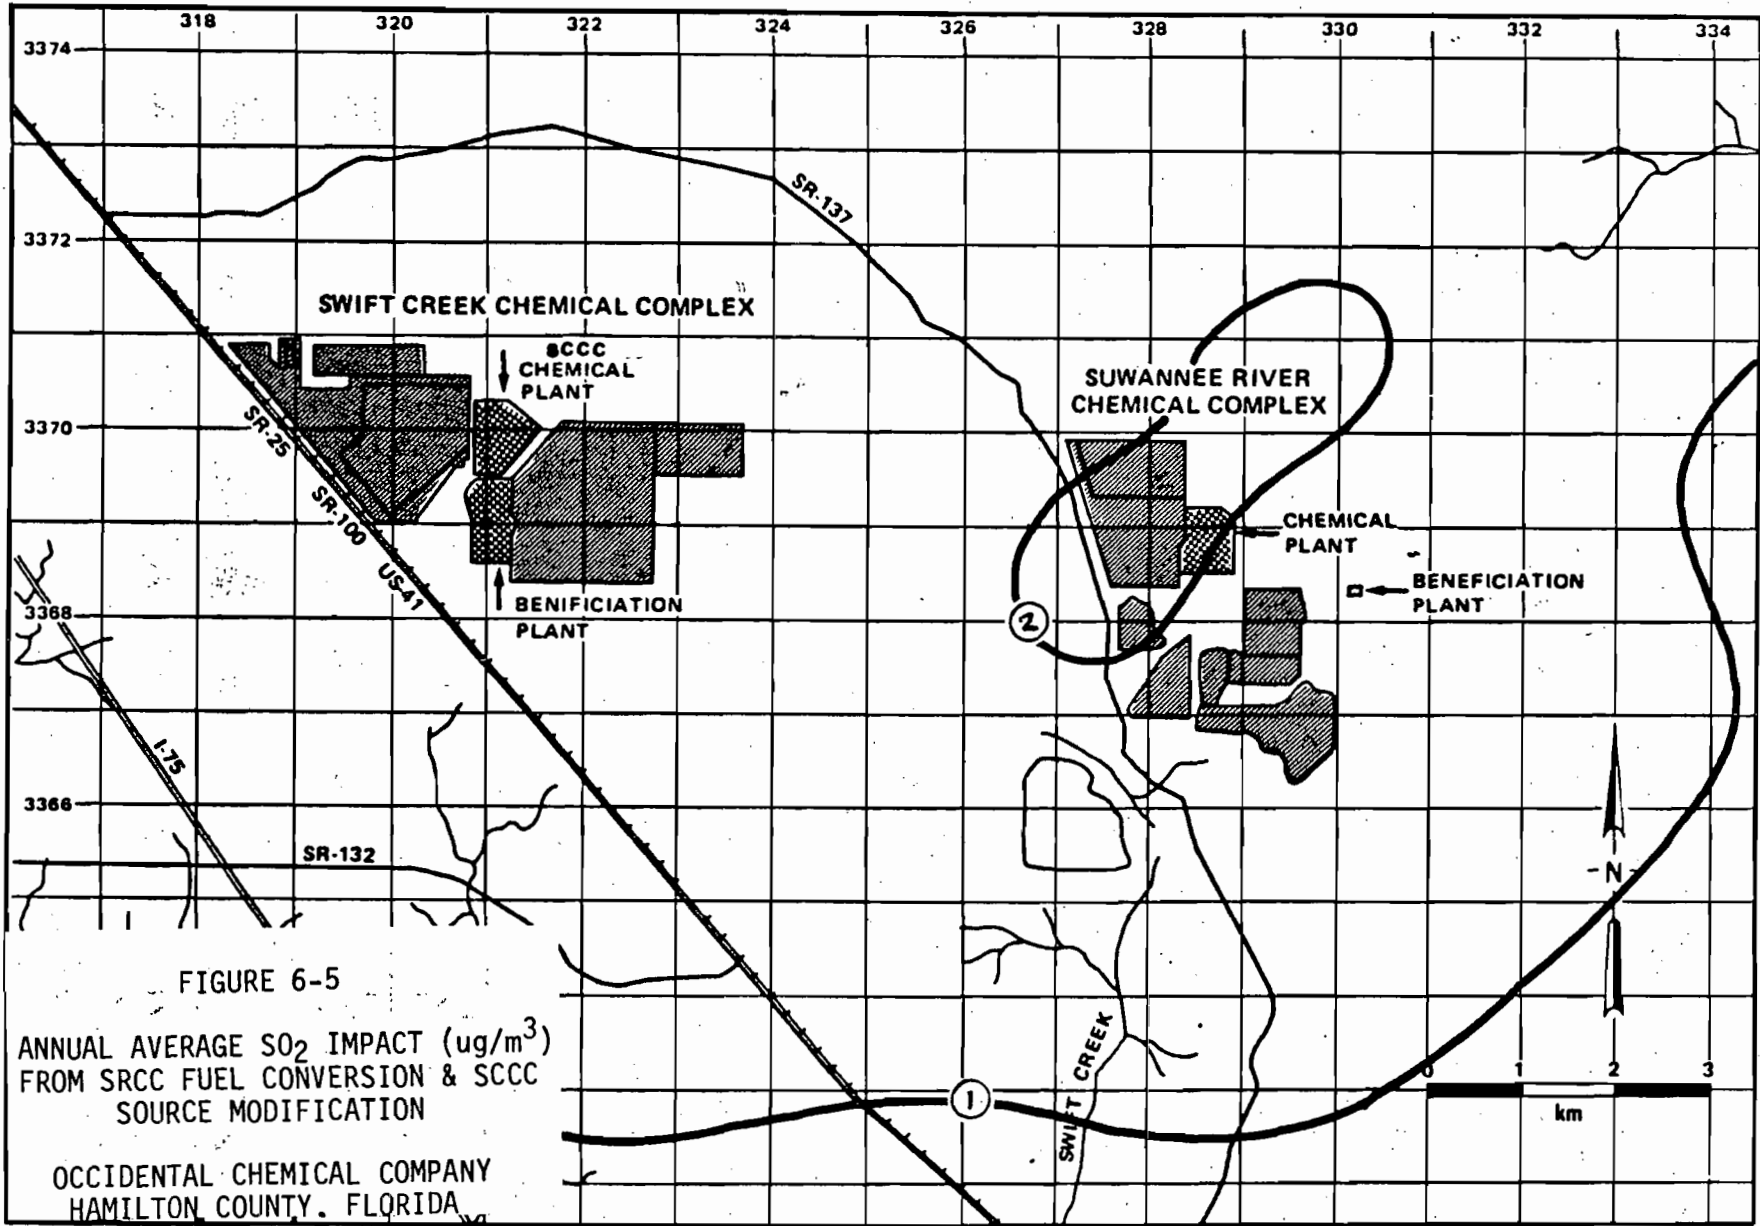 318 320 322 324 326 328 330 332 334
3374
SR-137
3372
SWIFT CREEK CHEMICAL COMPLEX
SCCC
CHEMICAL
PLANT
SUWANNEE RIVER
CHEMICAL COMPLEX
3370
SR-25
SR-100
US-41
CHEMICAL
PLANT
BENEFICIATION
PLANT
3368
BENIFICIATION
PLANT
2
I-75
3366
SR-132
-N-
FIGURE 6-5
ANNUAL AVERAGE SO2 IMPACT (ug/m3)
FROM SRCC FUEL CONVERSION & SCCC
SOURCE MODIFICATION
OCCIDENTAL CHEMICAL COMPANY
HAMILTON COUNTY. FLORIDA
1
SWIFT CREEK
0 1 2 3
km